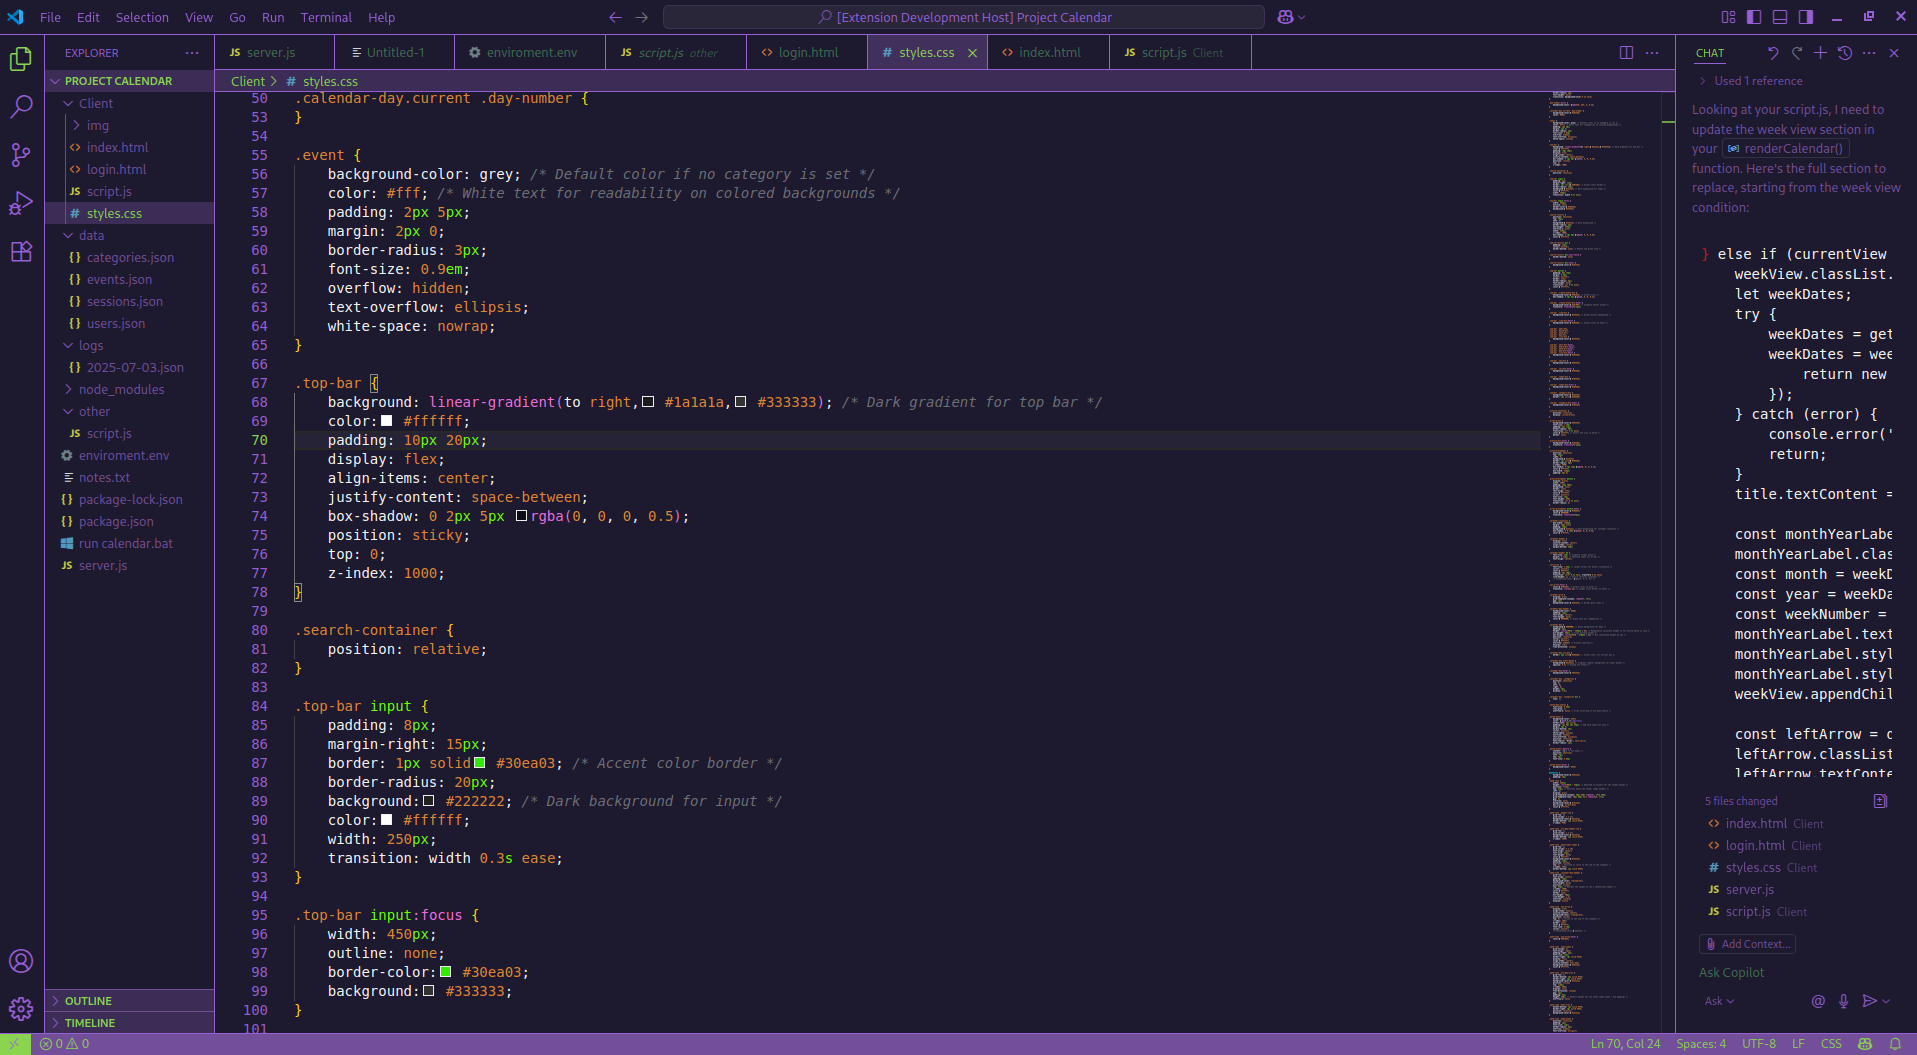 File Edit Selection View Go Run Terminal Help
[Extension Development Host] Project Calendar
EXPLORER
PROJECT CALENDAR
Client
img
index.html
login.html
script.js
styles.css
data
categories.json
events.json
sessions.json
users.json
logs
2025-07-03.json
node_modules
other
script.js
enviroment.env
notes.txt
package-lock.json
package.json
run calendar.bat
server.js
OUTLINE
TIMELINE
server.js Untitled-1 enviroment.env script.js other login.html styles.css index.html script.js Client
Client > styles.css
50 .calendar-day.current .day-number {
53 }
54
55 .event {
56 background-color: grey; /* Default color if no category is set */
57 color: #fff; /* White text for readability on colored backgrounds */
58 padding: 2px 5px;
59 margin: 2px 0;
60 border-radius: 3px;
61 font-size: 0.9em;
62 overflow: hidden;
63 text-overflow: ellipsis;
64 white-space: nowrap;
65 }
66
67 .top-bar {
68 background: linear-gradient(to right, #1a1a1a, #333333); /* Dark gradient for top bar */
69 color: #ffffff;
70 padding: 10px 20px;
71 display: flex;
72 align-items: center;
73 justify-content: space-between;
74 box-shadow: 0 2px 5px rgba(0, 0, 0, 0.5);
75 position: sticky;
76 top: 0;
77 z-index: 1000;
78 }
79
80 .search-container {
81 position: relative;
82 }
83
84 .top-bar input {
85 padding: 8px;
86 margin-right: 15px;
87 border: 1px solid #30ea03; /* Accent color border */
88 border-radius: 20px;
89 background: #222222; /* Dark background for input */
90 color: #ffffff;
91 width: 250px;
92 transition: width 0.3s ease;
93 }
94
95 .top-bar input:focus {
96 width: 450px;
97 outline: none;
98 border-color: #30ea03;
99 background: #333333;
100 }
101
CHAT
Used 1 reference
Looking at your script.js, I need to
update the week view section in
your renderCalendar()
function. Here's the full section to
replace, starting from the week view
condition:
} else if (currentView
weekView.classList.
let weekDates;
try {
weekDates = get
weekDates = wee
return new
});
} catch (error) {
console.error('
return;
}
title.textContent =
const monthYearLabe
monthYearLabel.clas
const month = weekD
const year = weekDa
const weekNumber =
monthYearLabel.text
monthYearLabel.styl
monthYearLabel.styl
weekView.appendChil
const leftArrow = d
leftArrow.classList
leftArrow.textConte
5 files changed
index.html Client
login.html Client
styles.css Client
server.js
script.js Client
Add Context...
Ask Copilot
Ask
0 0
Ln 70, Col 24 Spaces: 4 UTF-8 LF CSS